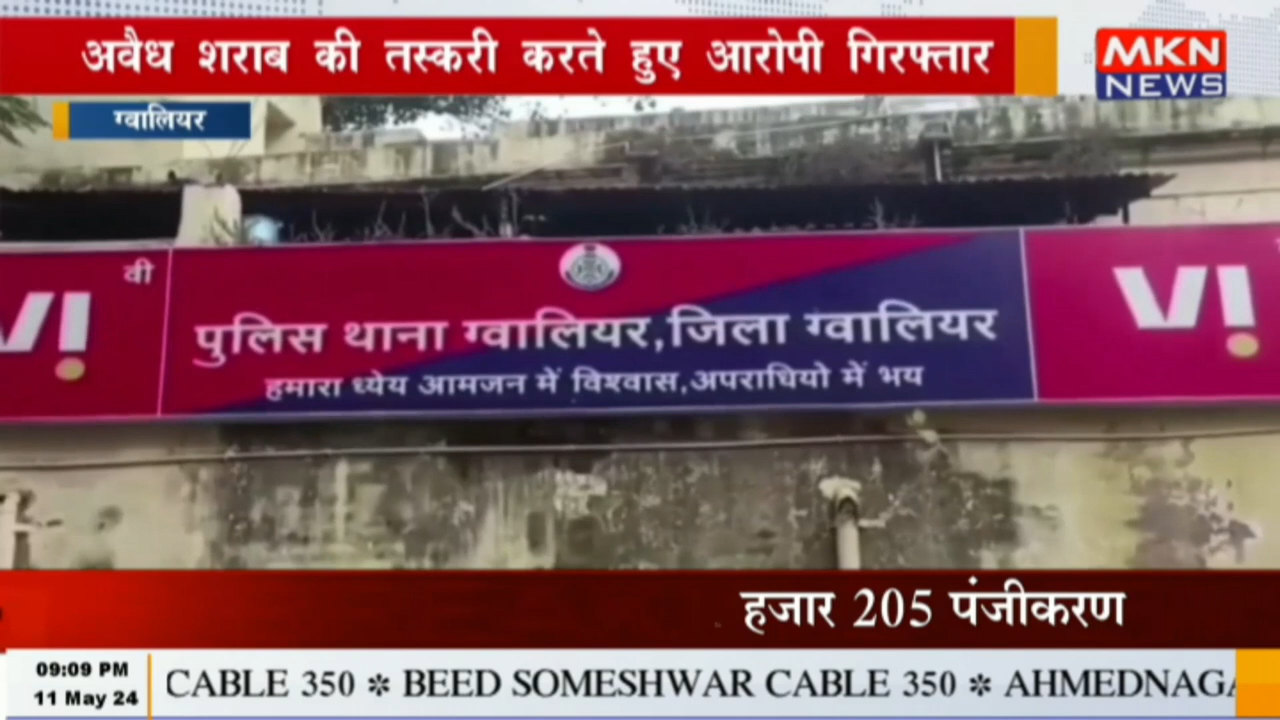 अवैध शराब की तस्करी करते हुए आरोपी गिरफ्तार
MKN
NEWS
ग्वालियर
वी
VI
पुलिस थाना ग्वालियर,जिला ग्वालियर
हमारा ध्येय आमजन में विश्वास,अपराधियो में भय
VI
हजार 205 पंजीकरण
09:09 PM
11 May 24
CABLE 350 * BEED SOMESHWAR CABLE 350 * AHMEDNAGA